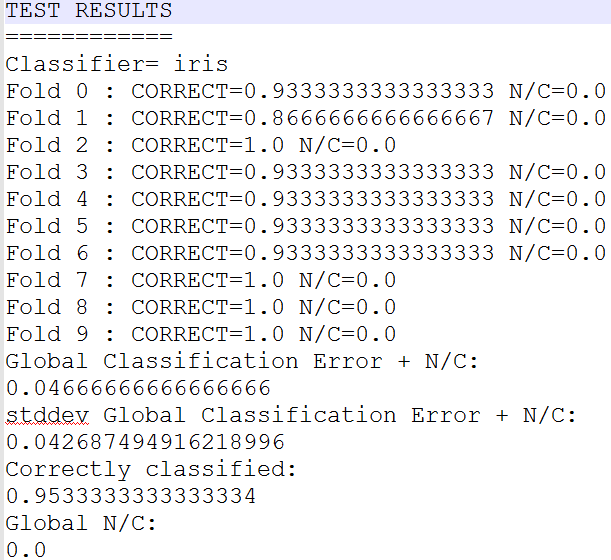 TEST RESULTS
============
Classifier= iris
Fold 0 : CORRECT=0.9333333333333333 N/C=0.0
Fold 1 : CORRECT=0.8666666666666667 N/C=0.0
Fold 2 : CORRECT=1.0 N/C=0.0
Fold 3 : CORRECT=0.9333333333333333 N/C=0.0
Fold 4 : CORRECT=0.9333333333333333 N/C=0.0
Fold 5 : CORRECT=0.9333333333333333 N/C=0.0
Fold 6 : CORRECT=0.9333333333333333 N/C=0.0
Fold 7 : CORRECT=1.0 N/C=0.0
Fold 8 : CORRECT=1.0 N/C=0.0
Fold 9 : CORRECT=1.0 N/C=0.0
Global Classification Error + N/C:
0.04666666666666666
stddev Global Classification Error + N/C:
0.042687494916218996
Correctly classified:
0.9533333333333334
Global N/C:
0.0